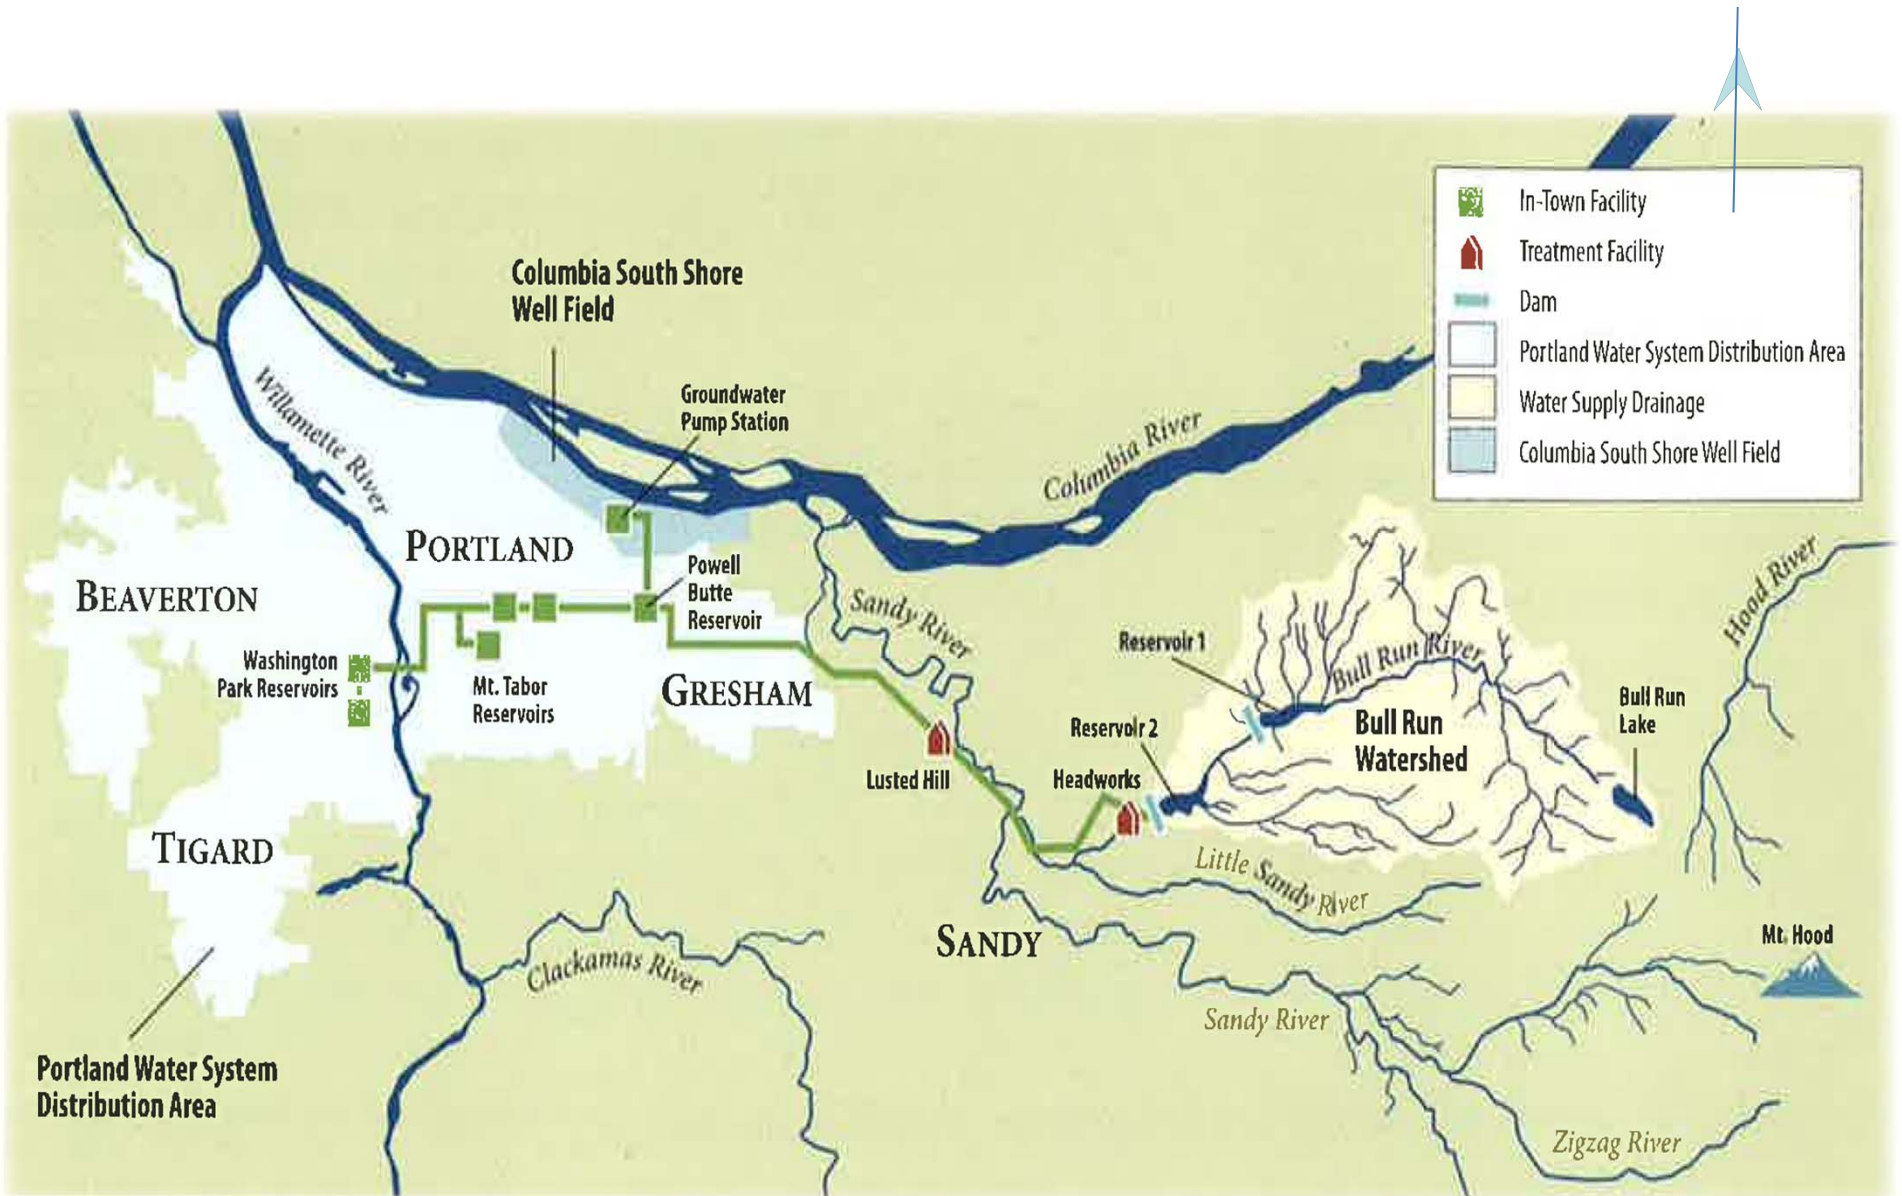 In-Town Facility
Treatment Facility
Dam
Portland Water System Distribution Area
Water Supply Drainage
Columbia South Shore Well Field
Columbia South Shore
Well Field
Groundwater
Pump Station
Willamette River
Columbia River
PORTLAND
Powell
Butte
Reservoir
BEAVERTON
Sandy River
Hood River
Reservoir 1
Bull Run River
Washington
Park Reservoirs
Mt. Tabor
Reservoirs
GRESHAM
Bull Run
Lake
Bull Run
Watershed
Reservoir 2
Headworks
Lusted Hill
TIGARD
Little Sandy River
SANDY
Mt. Hood
Clackamas River
Sandy River
Portland Water System
Distribution Area
Zigzag River